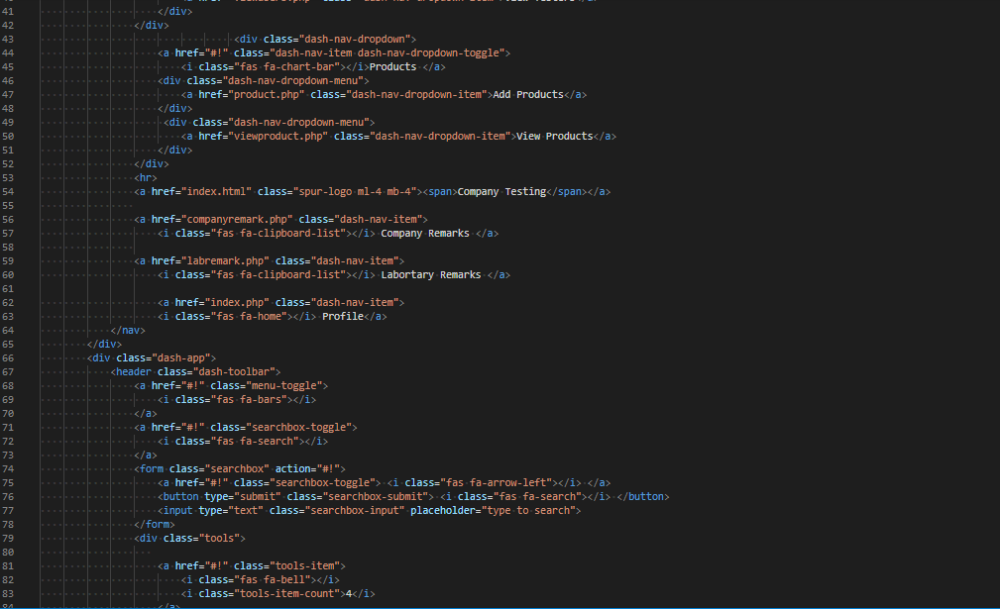 41 </div>
42 </div>
43 <div class="dash-nav-dropdown">
44 <a href="#!" class="dash-nav-item dash-nav-dropdown-toggle">
45 <i class="fas fa-chart-bar"></i>Products </a>
46 <div class="dash-nav-dropdown-menu">
47 <a href="product.php" class="dash-nav-dropdown-item">Add Products</a>
48 </div>
49 <div class="dash-nav-dropdown-menu">
50 <a href="viewproduct.php" class="dash-nav-dropdown-item">View Products</a>
51 </div>
52 </div>
53 <hr>
54 <a href="index.html" class="spur-logo ml-4 mb-4"><span>Company Testing</span></a>
55
56 <a href="companyremark.php" class="dash-nav-item">
57 <i class="fas fa-clipboard-list"></i> Company Remarks </a>
58
59 <a href="labremark.php" class="dash-nav-item">
60 <i class="fas fa-clipboard-list"></i> Labortary Remarks </a>
61
62 <a href="index.php" class="dash-nav-item">
63 <i class="fas fa-home"></i> Profile</a>
64 </nav>
65 </div>
66 <div class="dash-app">
67 <header class="dash-toolbar">
68 <a href="#!" class="menu-toggle">
69 <i class="fas fa-bars"></i>
70 </a>
71 <a href="#!" class="searchbox-toggle">
72 <i class="fas fa-search"></i>
73 </a>
74 <form class="searchbox" action="#!">
75 <a href="#!" class="searchbox-toggle"> <i class="fas fa-arrow-left"></i> </a>
76 <button type="submit" class="searchbox-submit"> <i class="fas fa-search"></i> </button>
77 <input type="text" class="searchbox-input" placeholder="type to search">
78 </form>
79 <div class="tools">
80
81 <a href="#!" class="tools-item">
82 <i class="fas fa-bell"></i>
83 <i class="tools-item-count">4</i>